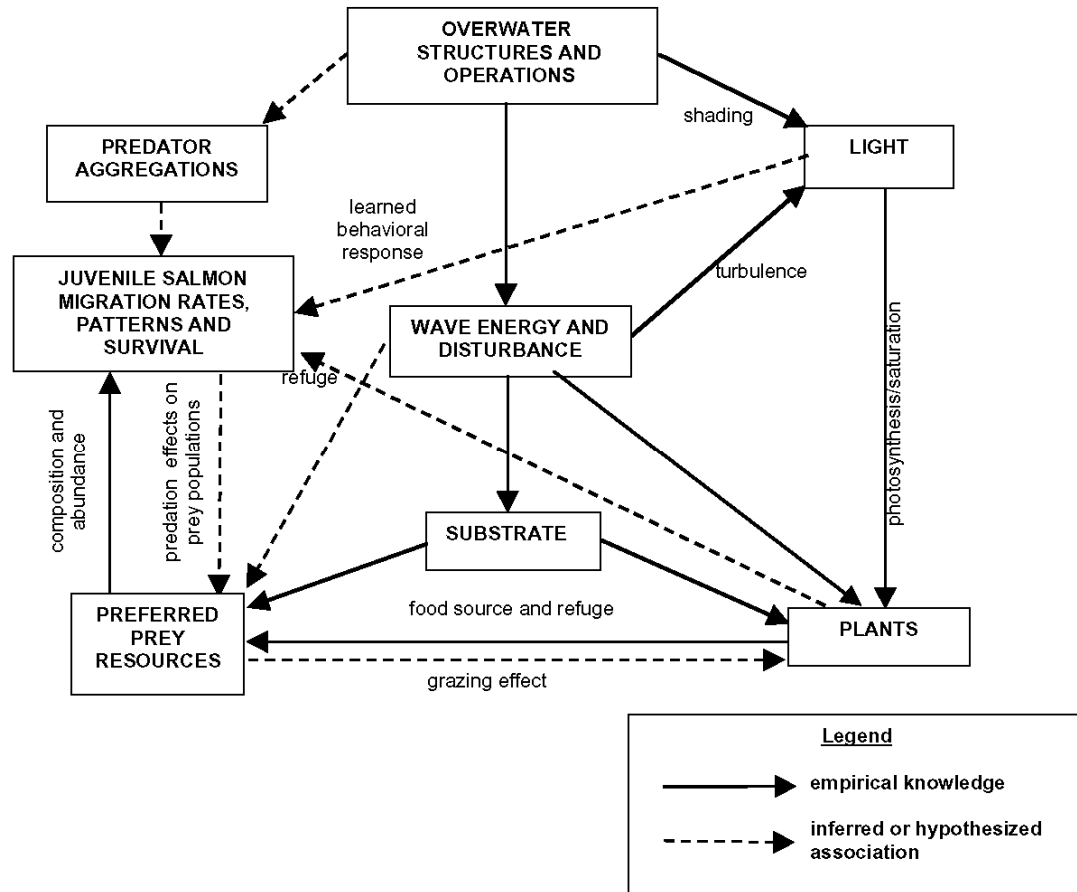 OVERWATER
STRUCTURES AND
OPERATIONS
shading
PREDATOR
AGGREGATIONS
LIGHT
learned
behavioral
response
turbulence
JUVENILE SALMON
MIGRATION RATES,
PATTERNS AND
SURVIVAL
WAVE ENERGY AND
DISTURBANCE
refuge
composition and
abundance
predation effects on
prey populations
photosynthesis/saturation
SUBSTRATE
food source and refuge
PREFERRED
PREY
RESOURCES
PLANTS
grazing effect
Legend
empirical knowledge
inferred or hypothesized
association